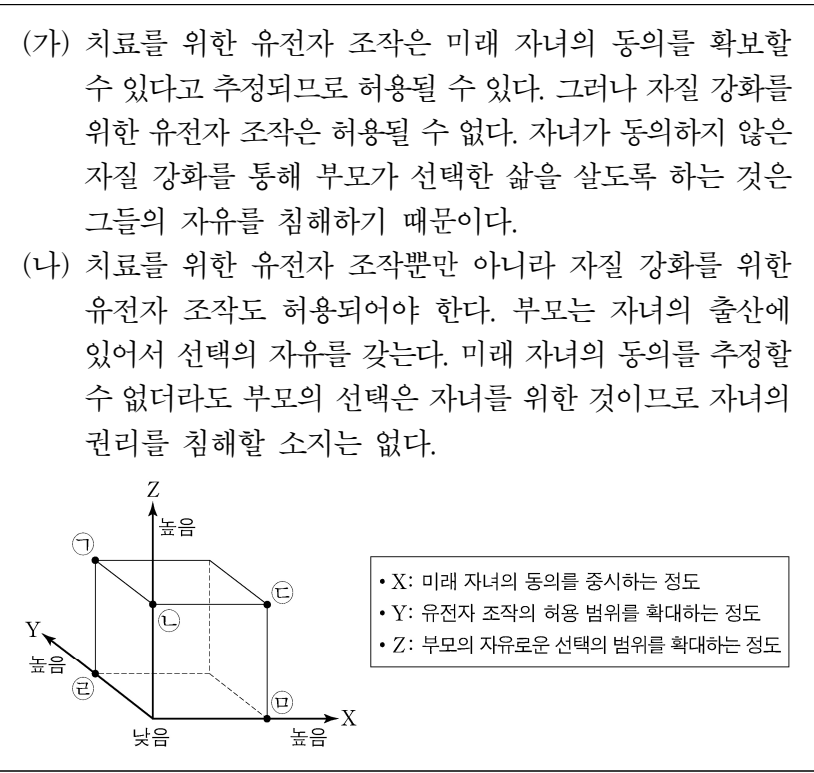 (가) 치료를 위한 유전자 조작은 미래 자녀의 동의를 확보할
수 있다고 추정되므로 허용될 수 있다. 그러나 자질 강화를
위한 유전자 조작은 허용될 수 없다. 자녀가 동의하지 않은
자질 강화를 통해 부모가 선택한 삶을 살도록 하는 것은
그들의 자유를 침해하기 때문이다.
(나) 치료를 위한 유전자 조작뿐만 아니라 자질 강화를 위한
유전자 조작도 허용되어야 한다. 부모는 자녀의 출산에
있어서 선택의 자유를 갖는다. 미래 자녀의 동의를 추정할
수 없더라도 부모의 선택은 자녀를 위한 것이므로 자녀의
권리를 침해할 소지는 없다.
Z
높음
㉠
㉢
㉡
Y
높음
㉣
㉤
X
낮음
높음
• X: 미래 자녀의 동의를 중시하는 정도
• Y: 유전자 조작의 허용 범위를 확대하는 정도
• Z: 부모의 자유로운 선택의 범위를 확대하는 정도